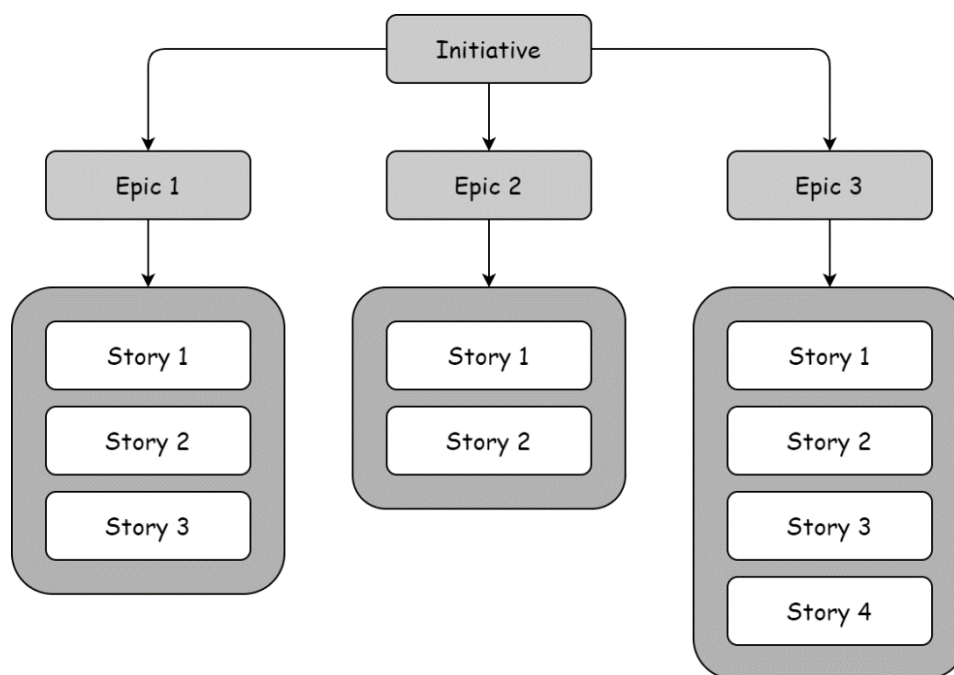 Initiative
Epic 1
Epic 2
Epic 3
Story 1
Story 2
Story 3
Story 1
Story 2
Story 1
Story 2
Story 3
Story 4